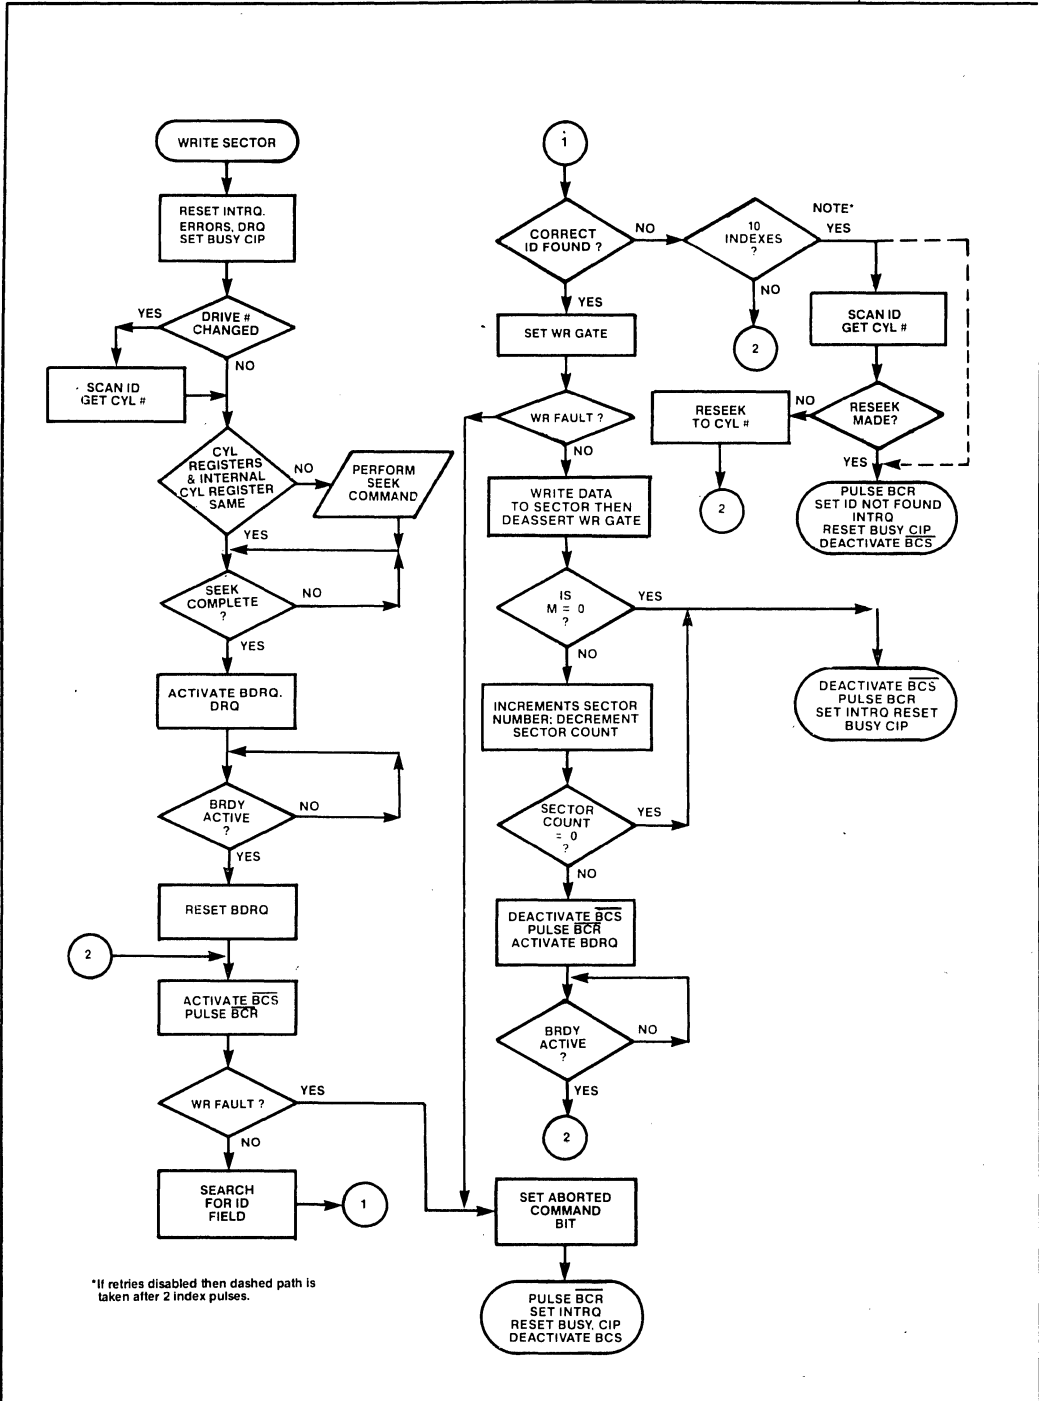 WRITE SECTOR
RESET INTRQ.
ERRORS, DRQ
SET BUSY CIP
YES
DRIVE #
CHANGED
NO
SCAN ID
GET CYL #
CYL
REGISTERS
& INTERNAL
CYL REGISTER
SAME
NO
PERFORM
SEEK
COMMAND
YES
SEEK
COMPLETE
?
NO
YES
ACTIVATE BDRQ.
DRQ
BRDY
ACTIVE
?
NO
YES
RESET BDRQ
2
ACTIVATE B̅C̅S̅
PULSE B̅C̅R̅
WR FAULT ?
YES
NO
SEARCH
FOR ID
FIELD
1
*If retries disabled then dashed path is
taken after 2 index pulses.
1
CORRECT
ID FOUND ?
NO
10
INDEXES
?
NOTE*
YES
NO
2
YES
SET WR GATE
SCAN ID
GET CYL #
WR FAULT ?
NO
RESEEK
TO CYL #
NO
RESEEK
MADE?
YES
2
PULSE BCR
SET ID NOT FOUND
INTRQ
RESET BUSY CIP
DEACTIVATE B̅C̅S̅
WRITE DATA
TO SECTOR THEN
DEASSERT WR GATE
IS
M = 0
?
YES
NO
DEACTIVATE B̅C̅S̅
PULSE BCR
SET INTRQ RESET
BUSY CIP
INCREMENTS SECTOR
NUMBER: DECREMENT
SECTOR COUNT
SECTOR
COUNT
= 0
?
YES
NO
DEACTIVATE B̅C̅S̅
PULSE B̅C̅R̅
ACTIVATE BDRQ
BRDY
ACTIVE
?
NO
YES
2
SET ABORTED
COMMAND
BIT
PULSE B̅C̅R̅
SET INTRQ
RESET BUSY, CIP
DEACTIVATE BCS